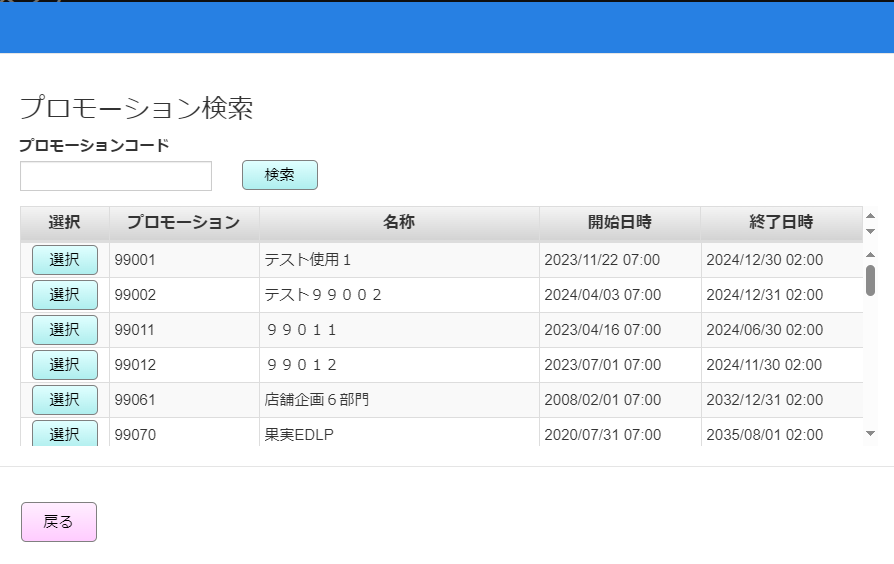 プロモーション検索
プロモーションコード
検索
選択 プロモーション 名称 開始日時 終了日時
選択 99001 テスト使用１ 2023/11/22 07:00 2024/12/30 02:00
選択 99002 テスト９９００２ 2024/04/03 07:00 2024/12/31 02:00
選択 99011 ９９０１１ 2023/04/16 07:00 2024/06/30 02:00
選択 99012 ９９０１２ 2023/07/01 07:00 2024/11/30 02:00
選択 99061 店舗企画６部門 2008/02/01 07:00 2032/12/31 02:00
選択 99070 果実EDLP 2020/07/31 07:00 2035/08/01 02:00
戻る